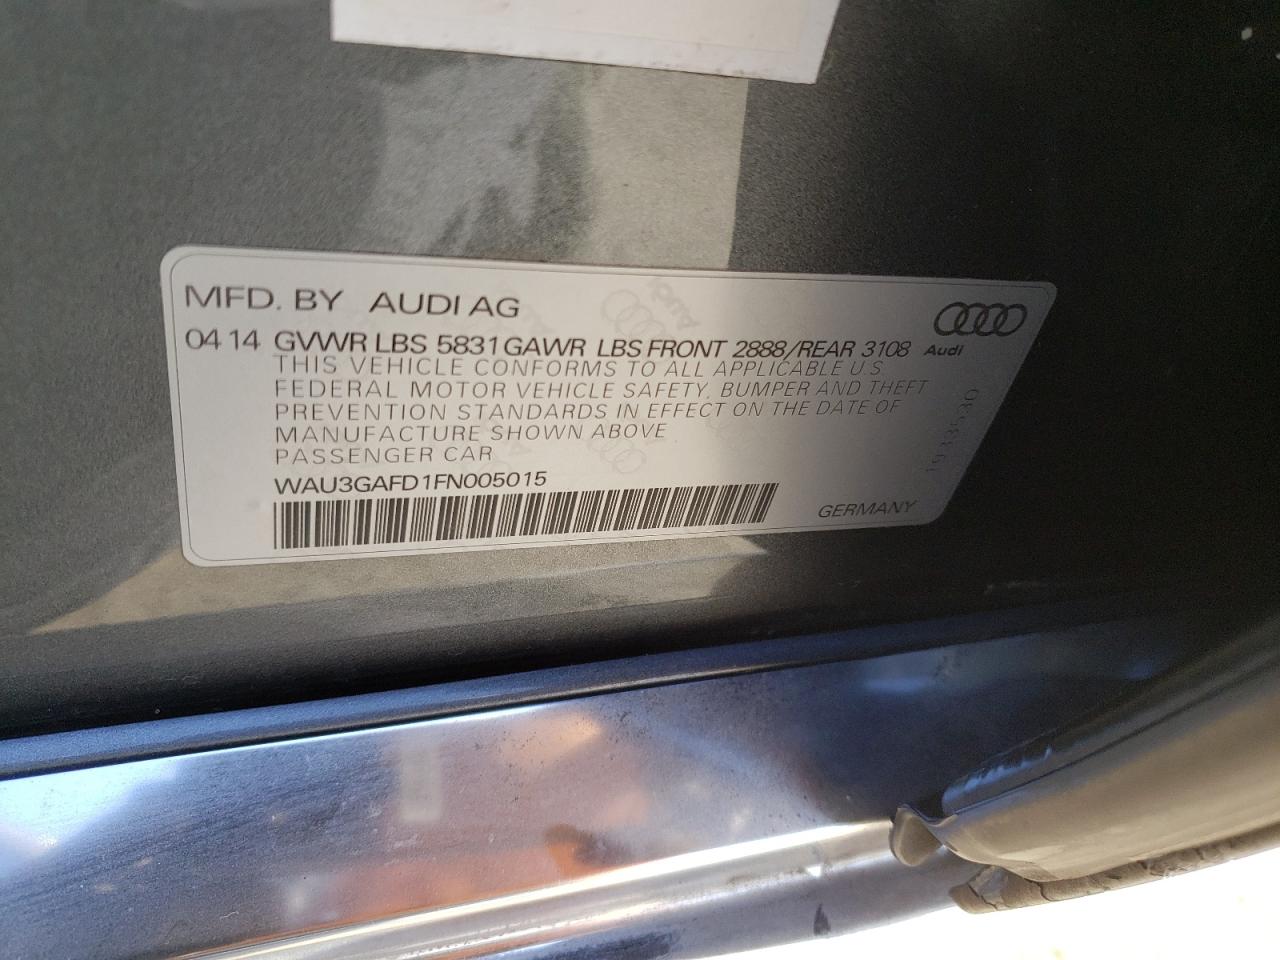 MFD. BY AUDI AG
04 14 GVWR LBS 5831 GAWR LBS FRONT 2888/REAR 3108
Audi
THIS VEHICLE CONFORMS TO ALL APPLICABLE U.S.
FEDERAL MOTOR VEHICLE SAFETY, BUMPER AND THEFT
PREVENTION STANDARDS IN EFFECT ON THE DATE OF
MANUFACTURE SHOWN ABOVE
PASSENGER CAR
WAU3GAFD1FN005015
GERMANY